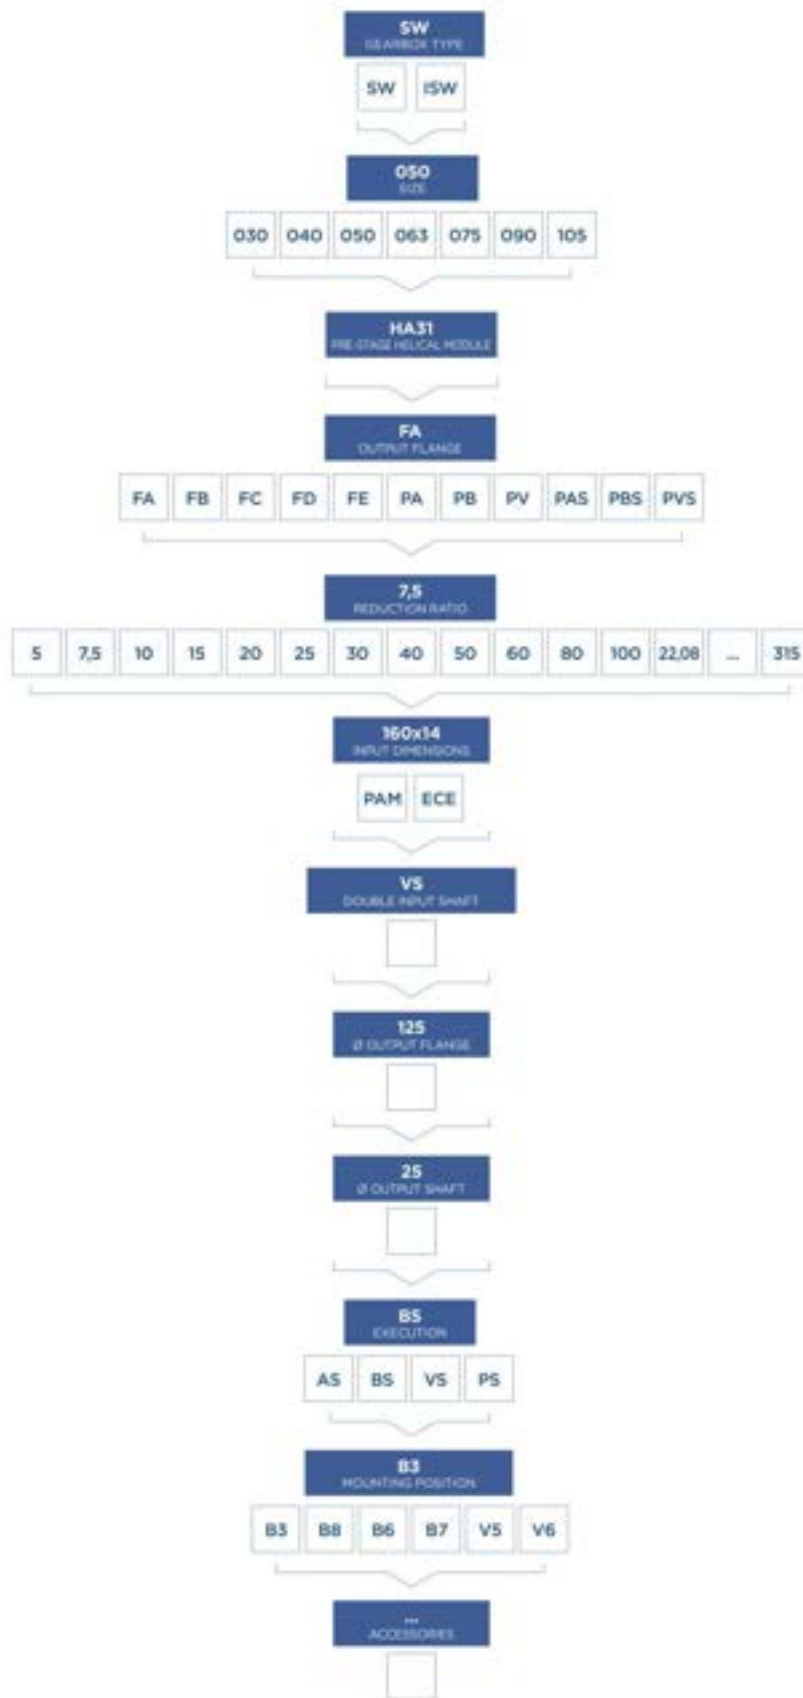 SW
GEARBOX TYPE
SW ISW
050
SIZE
030 040 050 063 075 090 105
HA31
PRE-STAGE HELICAL MODULE
FA
OUTPUT FLANGE
FA FB FC FD FE PA PB PV PAS PBS PVS
7,5
REDUCTION RATIO
5 7,5 10 15 20 25 30 40 50 60 80 100 22,08 ... 315
160x14
INPUT DIMENSIONS
PAM ECE
VS
DOUBLE INPUT SHAFT
125
Ø OUTPUT FLANGE
25
Ø OUTPUT SHAFT
BS
EXECUTION
AS BS VS PS
B3
MOUNTING POSITION
B3 B8 B6 B7 V5 V6
...
ACCESSORIES